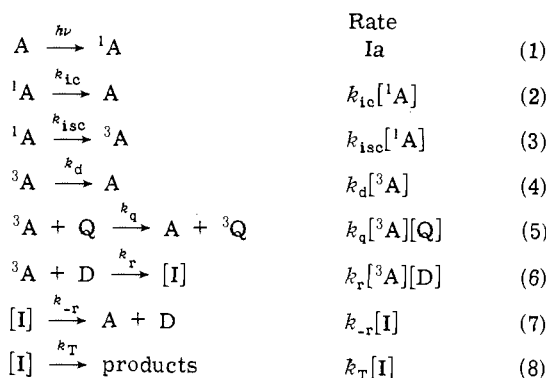 Rate
A —hν→ ¹A Ia (1)
¹A —k_ic→ A k_ic[¹A] (2)
¹A —k_isc→ ³A k_isc[¹A] (3)
³A —k_d→ A k_d[³A] (4)
³A + Q —k_q→ A + ³Q k_q[³A][Q] (5)
³A + D —k_r→ [I] k_r[³A][D] (6)
[I] —k_-r→ A + D k_-r[I] (7)
[I] —k_T→ products k_T[I] (8)